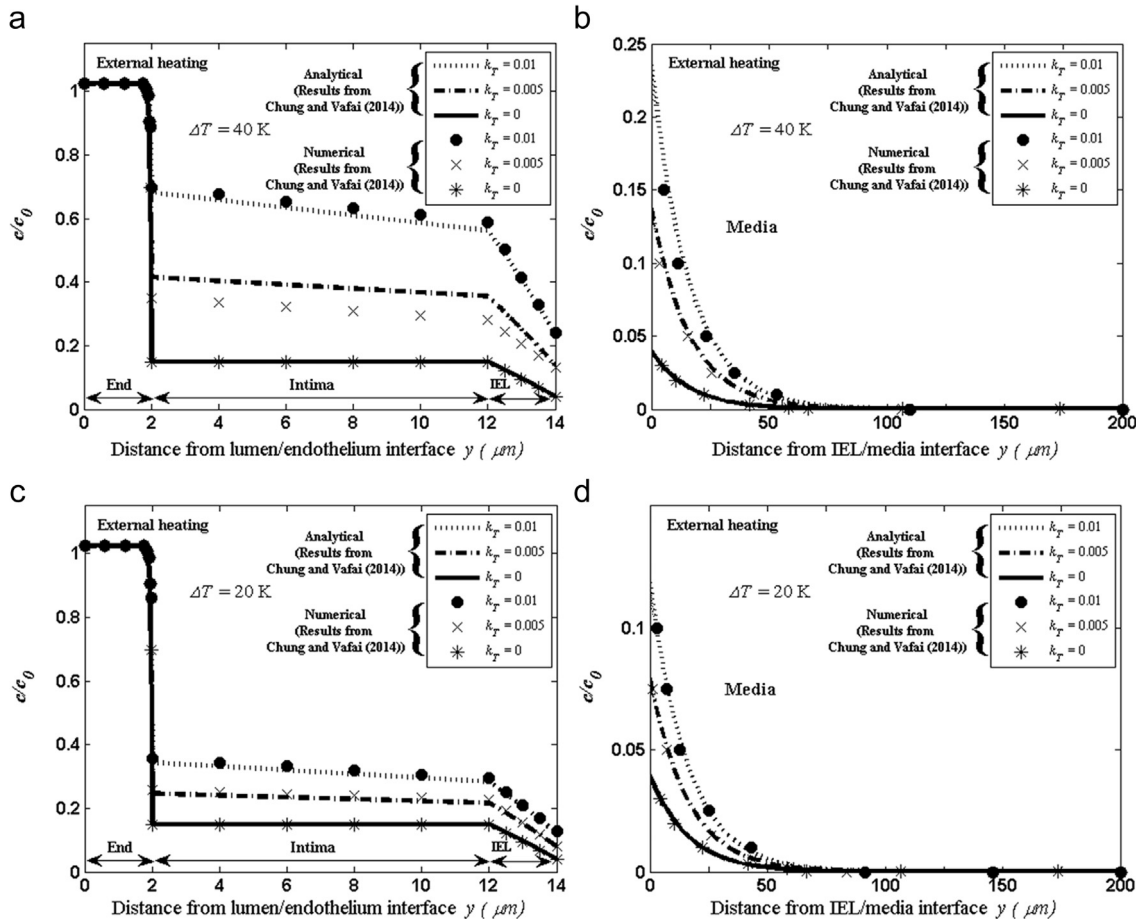 a
External heating
Analytical
(Results from
Chung and Vafai (2014))
k_T = 0.01
k_T = 0.005
k_T = 0
ΔT = 40 K
Numerical
(Results from
Chung and Vafai (2014))
k_T = 0.01
k_T = 0.005
k_T = 0
c/c_0
1
0.8
0.6
0.4
0.2
0
End
Intima
IEL
0 2 4 6 8 10 12 14
Distance from lumen/endothelium interface y ( μm)
b
External heating
Analytical
(Results from
Chung and Vafai (2014))
k_T = 0.01
k_T = 0.005
k_T = 0
ΔT = 40 K
Numerical
(Results from
Chung and Vafai (2014))
k_T = 0.01
k_T = 0.005
k_T = 0
Media
c/c_0
0.25
0.2
0.15
0.1
0.05
0
0 25 50 75 100 125 150 175 200
Distance from IEL/media interface y ( μm)
c
External heating
Analytical
(Results from
Chung and Vafai (2014))
k_T = 0.01
k_T = 0.005
k_T = 0
ΔT = 20 K
Numerical
(Results from
Chung and Vafai (2014))
k_T = 0.01
k_T = 0.005
k_T = 0
c/c_0
1
0.8
0.6
0.4
0.2
0
End
Intima
IEL
0 2 4 6 8 10 12 14
Distance from lumen/endothelium interface y ( μm)
d
External heating
Analytical
(Results from
Chung and Vafai (2014))
k_T = 0.01
k_T = 0.005
k_T = 0
ΔT = 20 K
Numerical
(Results from
Chung and Vafai (2014))
k_T = 0.01
k_T = 0.005
k_T = 0
Media
c/c_0
0.1
0.05
0
0 25 50 75 100 125 150 175 200
Distance from IEL/media interface y ( μm)